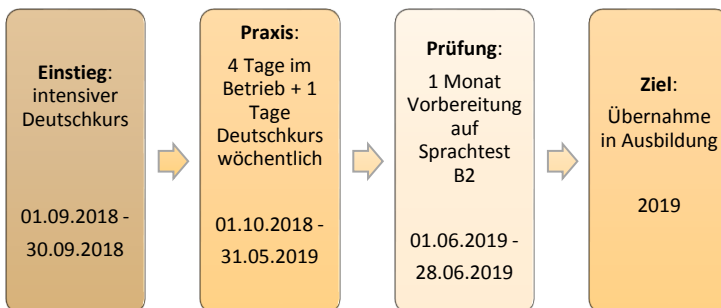 Einstieg:
intensiver
Deutschkurs
01.09.2018 -
30.09.2018
Praxis:
4 Tage im
Betrieb + 1
Tage
Deutschkurs
wöchentlich
01.10.2018 -
31.05.2019
Prüfung:
1 Monat
Vorbereitung
auf
Sprachtest
B2
01.06.2019 -
28.06.2019
Ziel:
Übernahme
in Ausbildung
2019